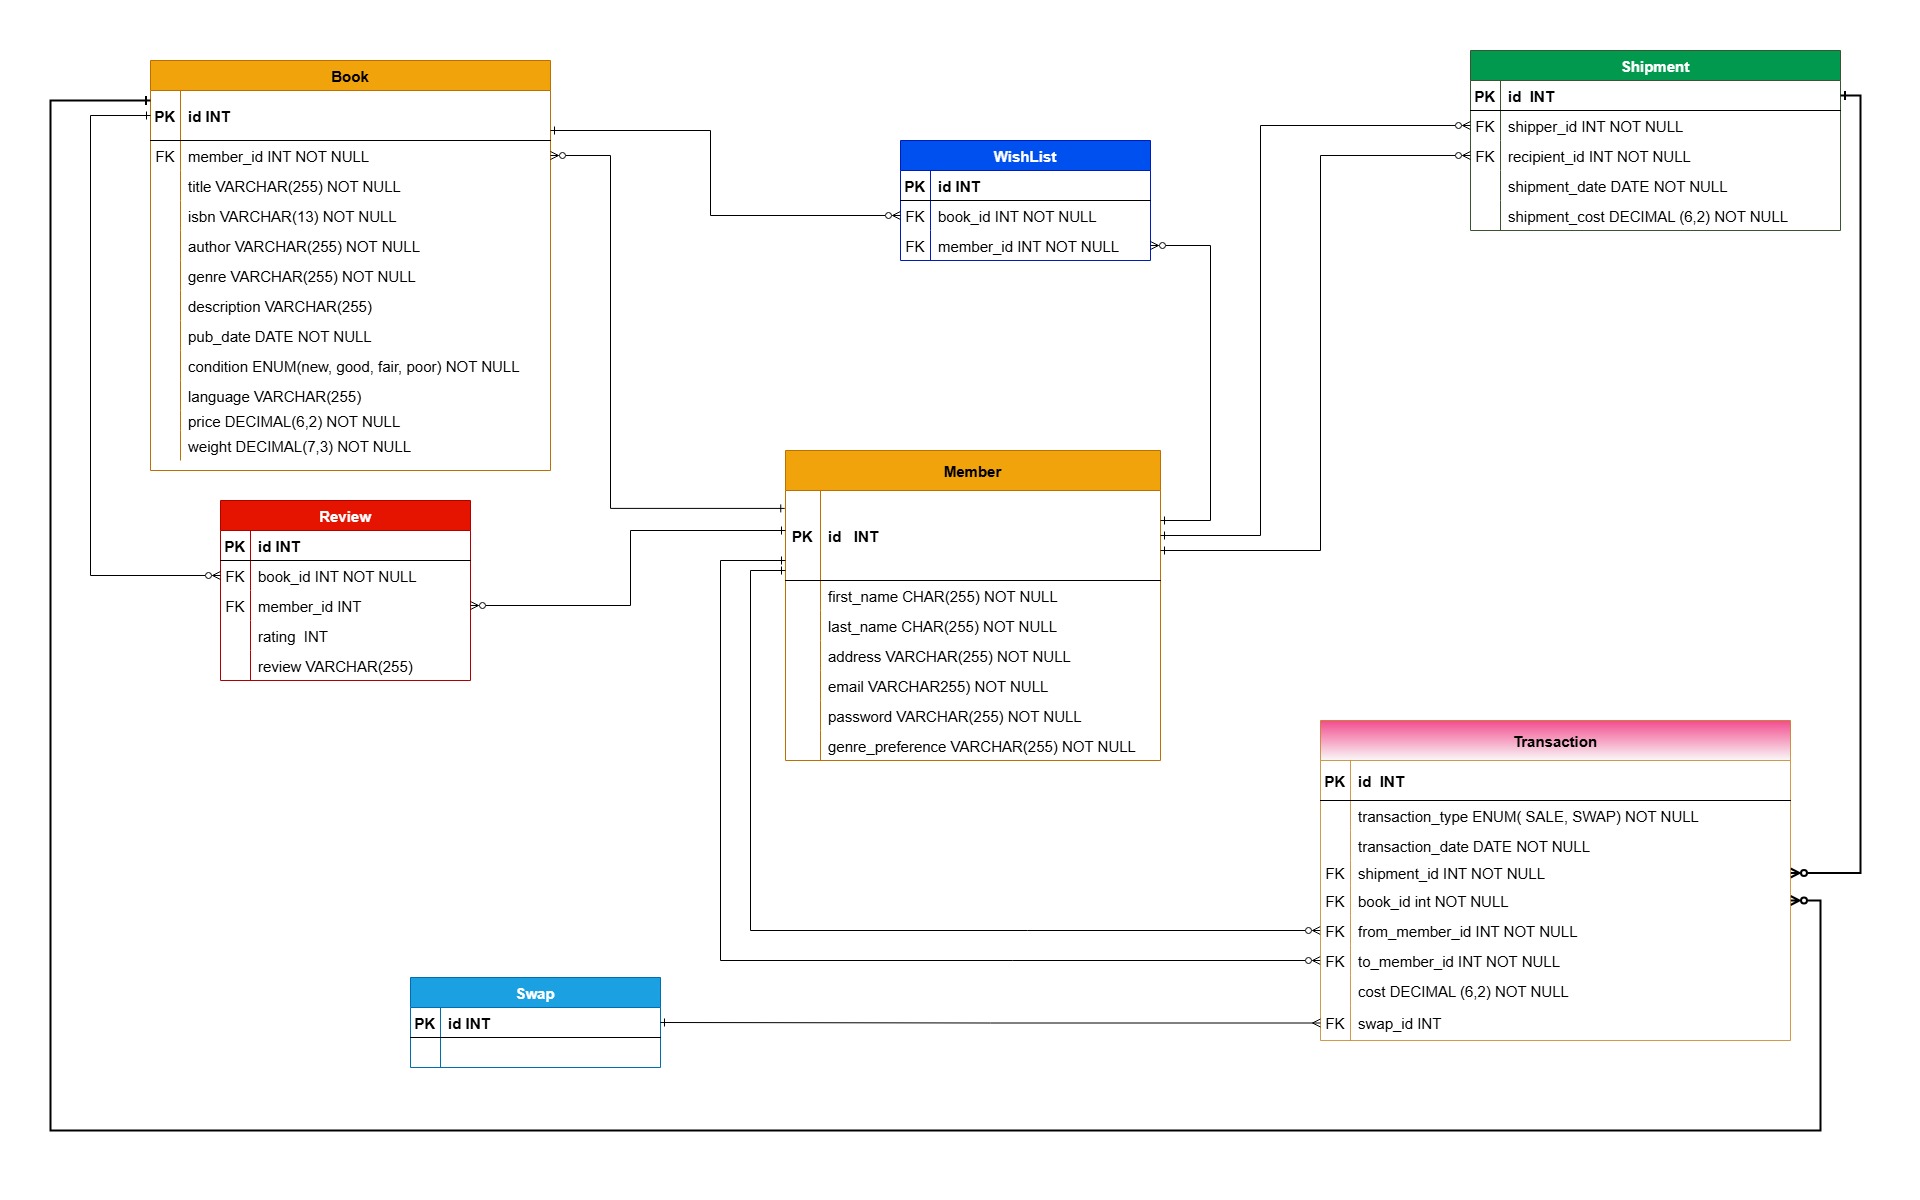 Book
PK id INT
FK member_id INT NOT NULL
title VARCHAR(255) NOT NULL
isbn VARCHAR(13) NOT NULL
author VARCHAR(255) NOT NULL
genre VARCHAR(255) NOT NULL
description VARCHAR(255)
pub_date DATE NOT NULL
condition ENUM(new, good, fair, poor) NOT NULL
language VARCHAR(255)
price DECIMAL(6,2) NOT NULL
weight DECIMAL(7,3) NOT NULL
WishList
PK id INT
FK book_id INT NOT NULL
FK member_id INT NOT NULL
Shipment
PK id INT
FK shipper_id INT NOT NULL
FK recipient_id INT NOT NULL
shipment_date DATE NOT NULL
shipment_cost DECIMAL (6,2) NOT NULL
Review
PK id INT
FK book_id INT NOT NULL
FK member_id INT
rating INT
review VARCHAR(255)
Member
PK id INT
first_name CHAR(255) NOT NULL
last_name CHAR(255) NOT NULL
address VARCHAR(255) NOT NULL
email VARCHAR255) NOT NULL
password VARCHAR(255) NOT NULL
genre_preference VARCHAR(255) NOT NULL
Transaction
PK id INT
transaction_type ENUM( SALE, SWAP) NOT NULL
transaction_date DATE NOT NULL
FK shipment_id INT NOT NULL
FK book_id int NOT NULL
FK from_member_id INT NOT NULL
FK to_member_id INT NOT NULL
cost DECIMAL (6,2) NOT NULL
FK swap_id INT
Swap
PK id INT